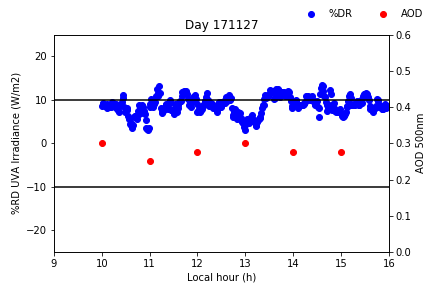 %DR AOD
Day 171127
%RD UVA Irradiance (W/m2)
20
10
0
−10
−20
0.6
0.5
0.4
0.3
0.2
0.1
0.0
AOD 500nm
9 10 11 12 13 14 15 16
Local hour (h)